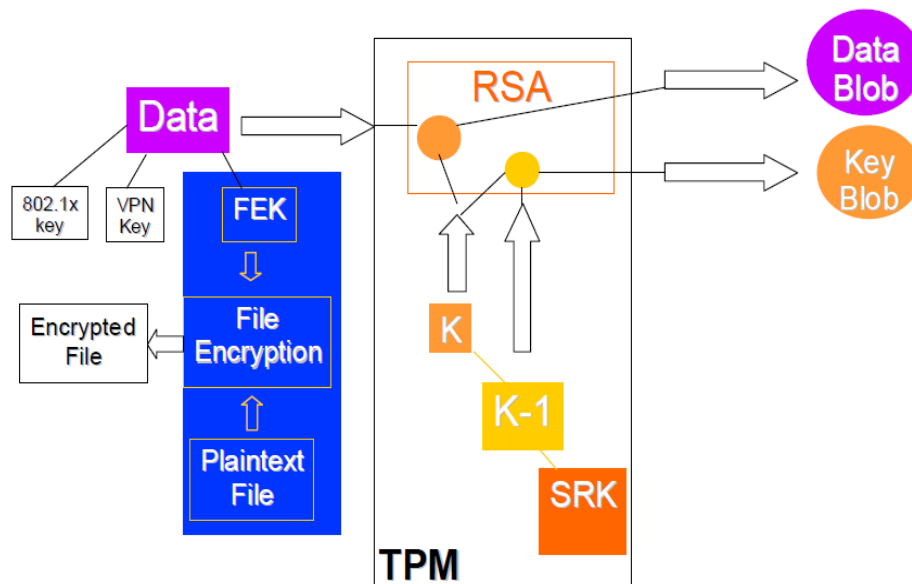 Data
802.1x
key
VPN
Key
FEK
File
Encryption
Encrypted
File
Plaintext
File
RSA
K
K-1
SRK
TPM
Data
Blob
Key
Blob